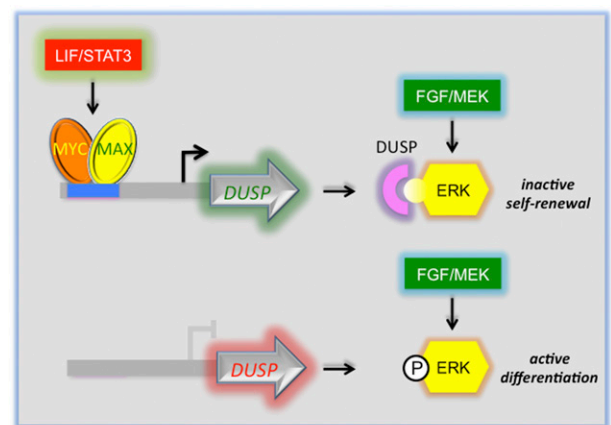 LIF/STAT3
FGF/MEK
MYC MAX
DUSP
DUSP
ERK
inactive
self-renewal
FGF/MEK
DUSP
P
ERK
active
differentiation